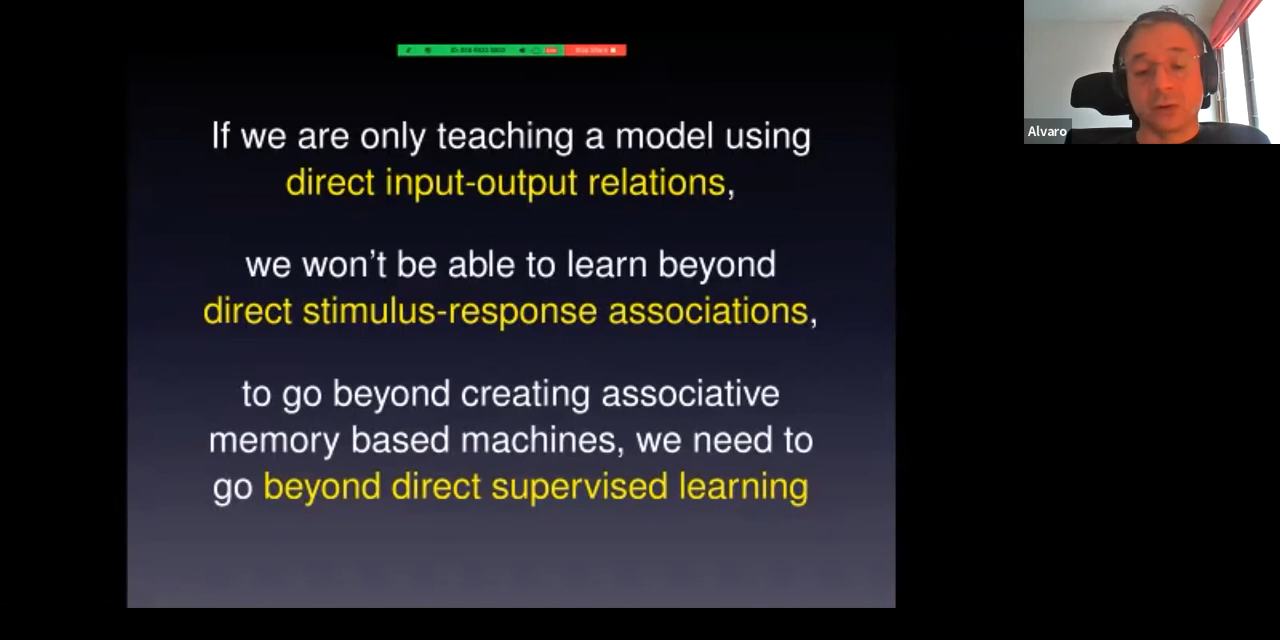 If we are only teaching a model using
direct input-output relations,
we won't be able to learn beyond
direct stimulus-response associations,
to go beyond creating associative
memory based machines, we need to
go beyond direct supervised learning
Alvaro